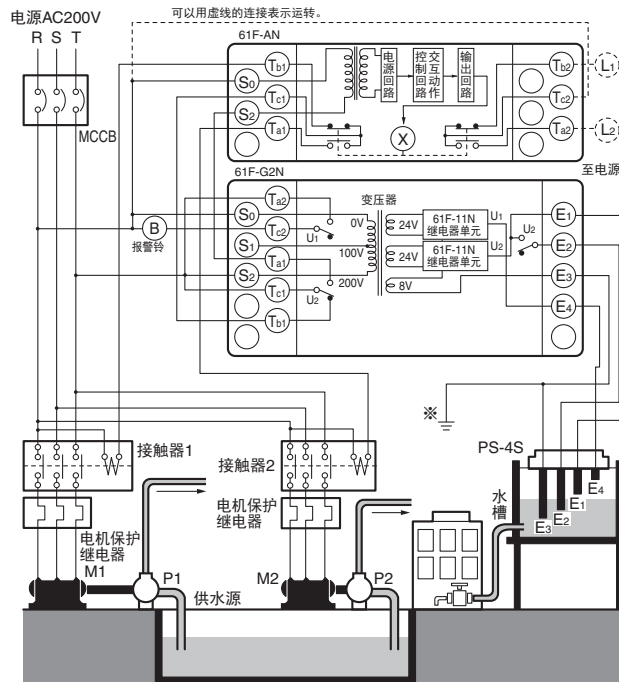 电源AC200V
可以用虚线的连接表示运转。
R S T
MCCB
61F-AN
Tb1
S0
Tc1
S2
Ta1
电源回路
交互动作控制回路
输出回路
X
Tb2
Tc2
Ta2
L1
L2
至电源
61F-G2N
Ta2
S0
Tc2
S1
Ta1
S2
Tc1
Tb1
B
报警铃
U1
U2
变压器
0V
100V
200V
24V
24V
8V
61F-11N
继电器单元
61F-11N
继电器单元
U1
U2
U2
E1
E2
E3
E4
※
PS-4S
接触器1
接触器2
电机保护
继电器
电机保护
继电器
M1
P1
供水源
M2
P2
水槽
E4
E1
E2
E3